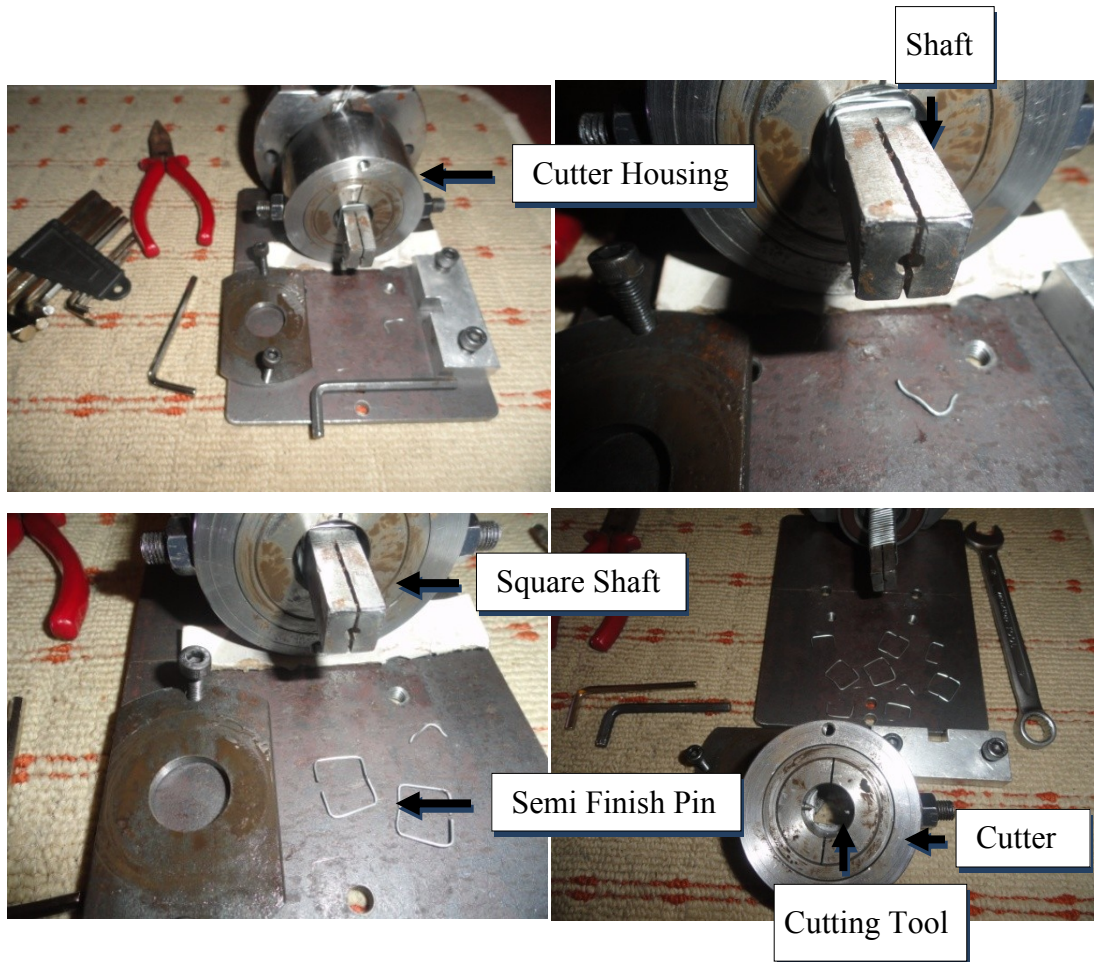 Shaft
Cutter Housing
Square Shaft
Semi Finish Pin
Cutter
Cutting Tool